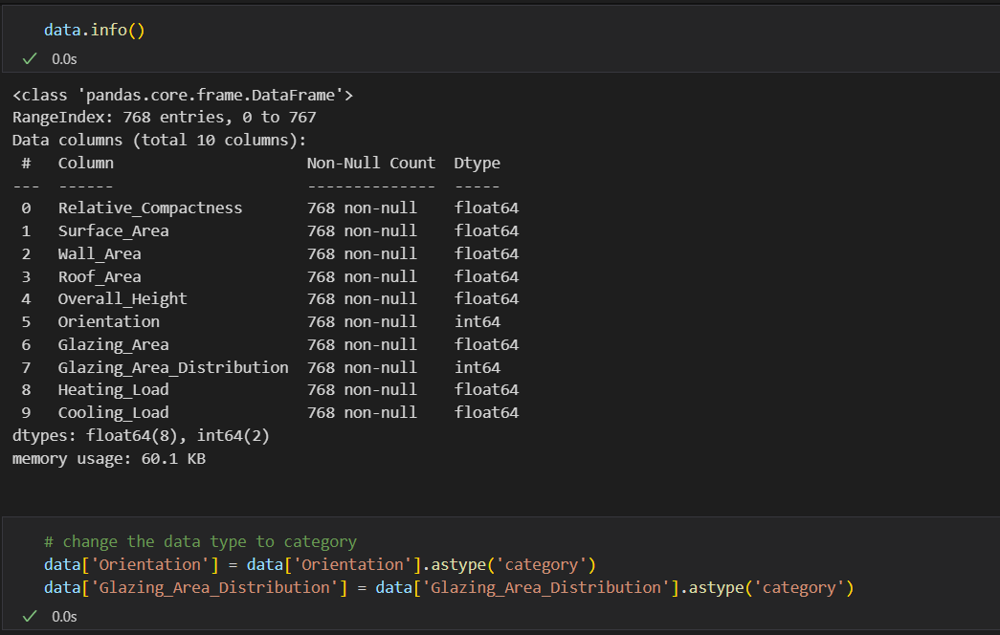 data.info()
0.0s
<class 'pandas.core.frame.DataFrame'>
RangeIndex: 768 entries, 0 to 767
Data columns (total 10 columns):
 #   Column                     Non-Null Count  Dtype
---  ------                     --------------  -----
 0   Relative_Compactness       768 non-null    float64
 1   Surface_Area               768 non-null    float64
 2   Wall_Area                  768 non-null    float64
 3   Roof_Area                  768 non-null    float64
 4   Overall_Height             768 non-null    float64
 5   Orientation                768 non-null    int64
 6   Glazing_Area               768 non-null    float64
 7   Glazing_Area_Distribution  768 non-null    int64
 8   Heating_Load               768 non-null    float64
 9   Cooling_Load               768 non-null    float64
dtypes: float64(8), int64(2)
memory usage: 60.1 KB
# change the data type to category
data['Orientation'] = data['Orientation'].astype('category')
data['Glazing_Area_Distribution'] = data['Glazing_Area_Distribution'].astype('category')
0.0s